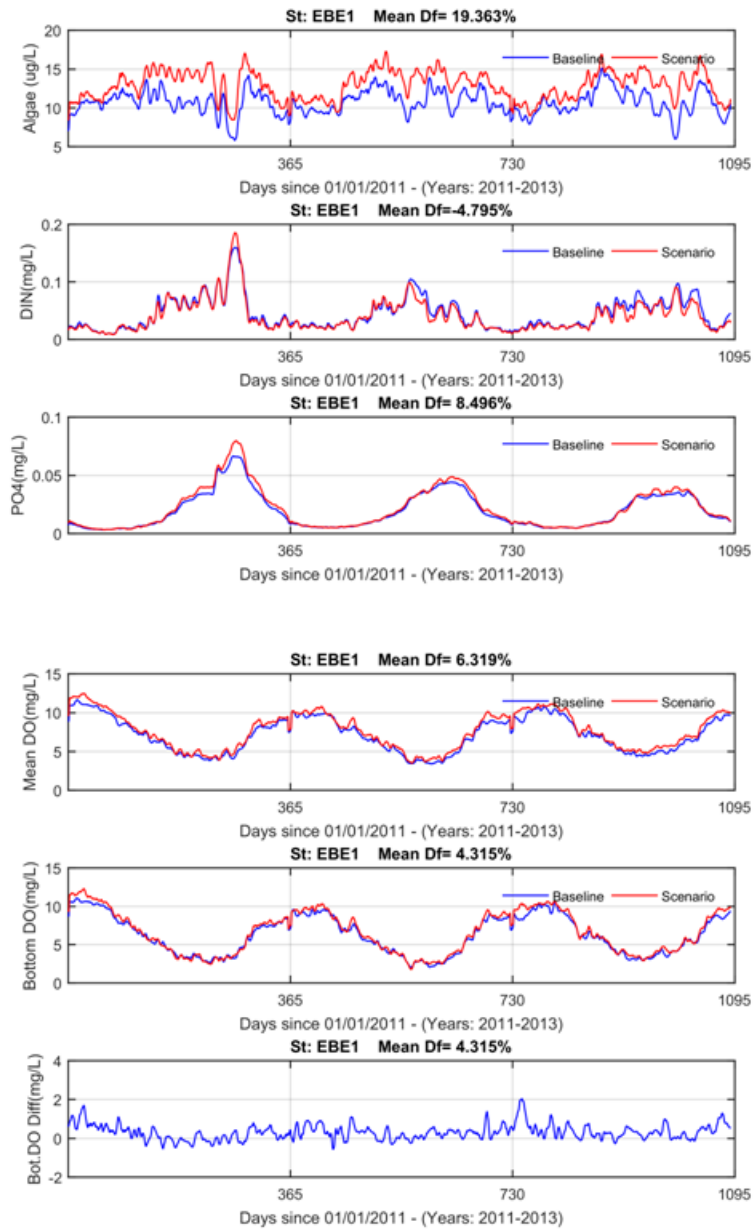 St: EBE1 Mean Df= 19.363%
Algae (ug/L)
20
15
10
5
Baseline
Scenario
365
730
1095
Days since 01/01/2011 - (Years: 2011-2013)
St: EBE1 Mean Df=-4.795%
DIN(mg/L)
0.2
0.1
0
Baseline
Scenario
365
730
1095
Days since 01/01/2011 - (Years: 2011-2013)
St: EBE1 Mean Df= 8.496%
PO4(mg/L)
0.1
0.05
0
Baseline
Scenario
365
730
1095
Days since 01/01/2011 - (Years: 2011-2013)
St: EBE1 Mean Df= 6.319%
Mean DO(mg/L)
15
10
5
0
Baseline
Scenario
365
730
1095
Days since 01/01/2011 - (Years: 2011-2013)
St: EBE1 Mean Df= 4.315%
Bottom DO(mg/L)
15
10
5
0
Baseline
Scenario
365
730
1095
Days since 01/01/2011 - (Years: 2011-2013)
St: EBE1 Mean Df= 4.315%
Bot.DO Diff(mg/L)
4
2
0
-2
365
730
1095
Days since 01/01/2011 - (Years: 2011-2013)